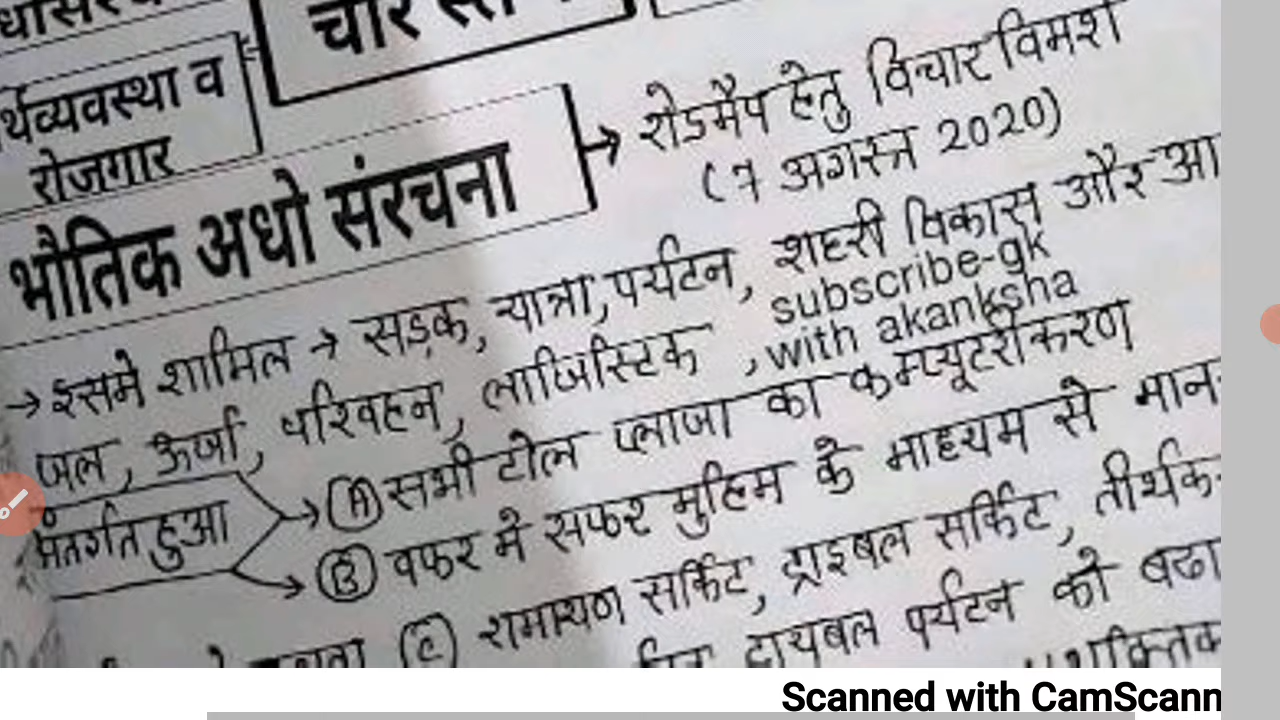 चार
र्थव्यवस्था व
रोजगार
भौतिक अधो संरचना
→ रोडमैप हेतु विचार विमर्श
(7 अगस्त 2020)
→ इसमे शामिल → सड़क, यात्रा, पर्यटन, शहरी विकास और आ
subscribe-gk
with akanksha
जल, ऊर्जा, परिवहन, लाजिस्टिक,
अंतर्गत हुआ
→ (A) सभी टोल प्लाजा का कम्प्यूटरीकरण
(B) वफर मे सफर मुहिम के माध्यम से मान
(C) रामायण सर्किट, ट्राइबल सर्किट, तीर्थक
ट्रायबल पर्यटन को बढा
Scanned with CamScann